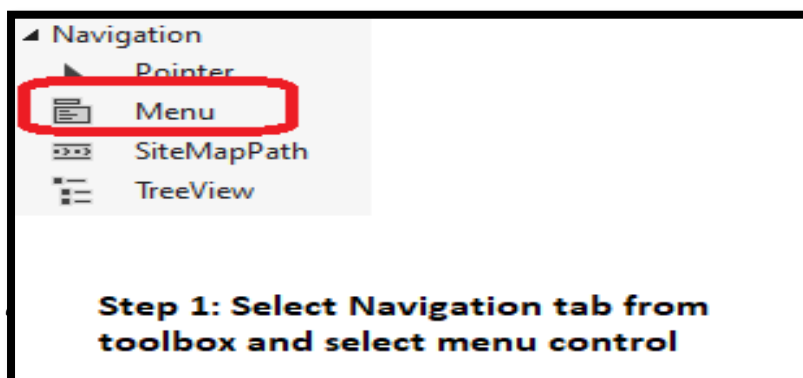 Navigation
Pointer
Menu
SiteMapPath
TreeView
Step 1: Select Navigation tab from
toolbox and select menu control